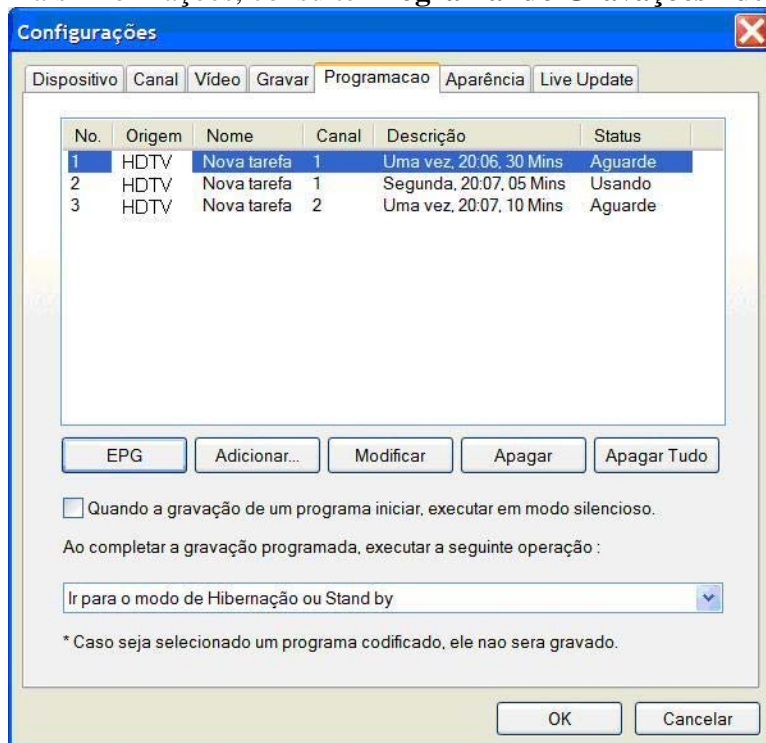 Configurações
Dispositivo Canal Vídeo Gravar Programacao Aparência Live Update
No. Origem Nome Canal Descrição Status
1 HDTV Nova tarefa 1 Uma vez, 20:06, 30 Mins Aguarde
2 HDTV Nova tarefa 1 Segunda, 20:07, 05 Mins Usando
3 HDTV Nova tarefa 2 Uma vez, 20:07, 10 Mins Aguarde
EPG Adicionar... Modificar Apagar Apagar Tudo
Quando a gravação de um programa iniciar, executar em modo silencioso.
Ao completar a gravação programada, executar a seguinte operação :
Ir para o modo de Hibernação ou Stand by
* Caso seja selecionado um programa codificado, ele nao sera gravado.
OK Cancelar